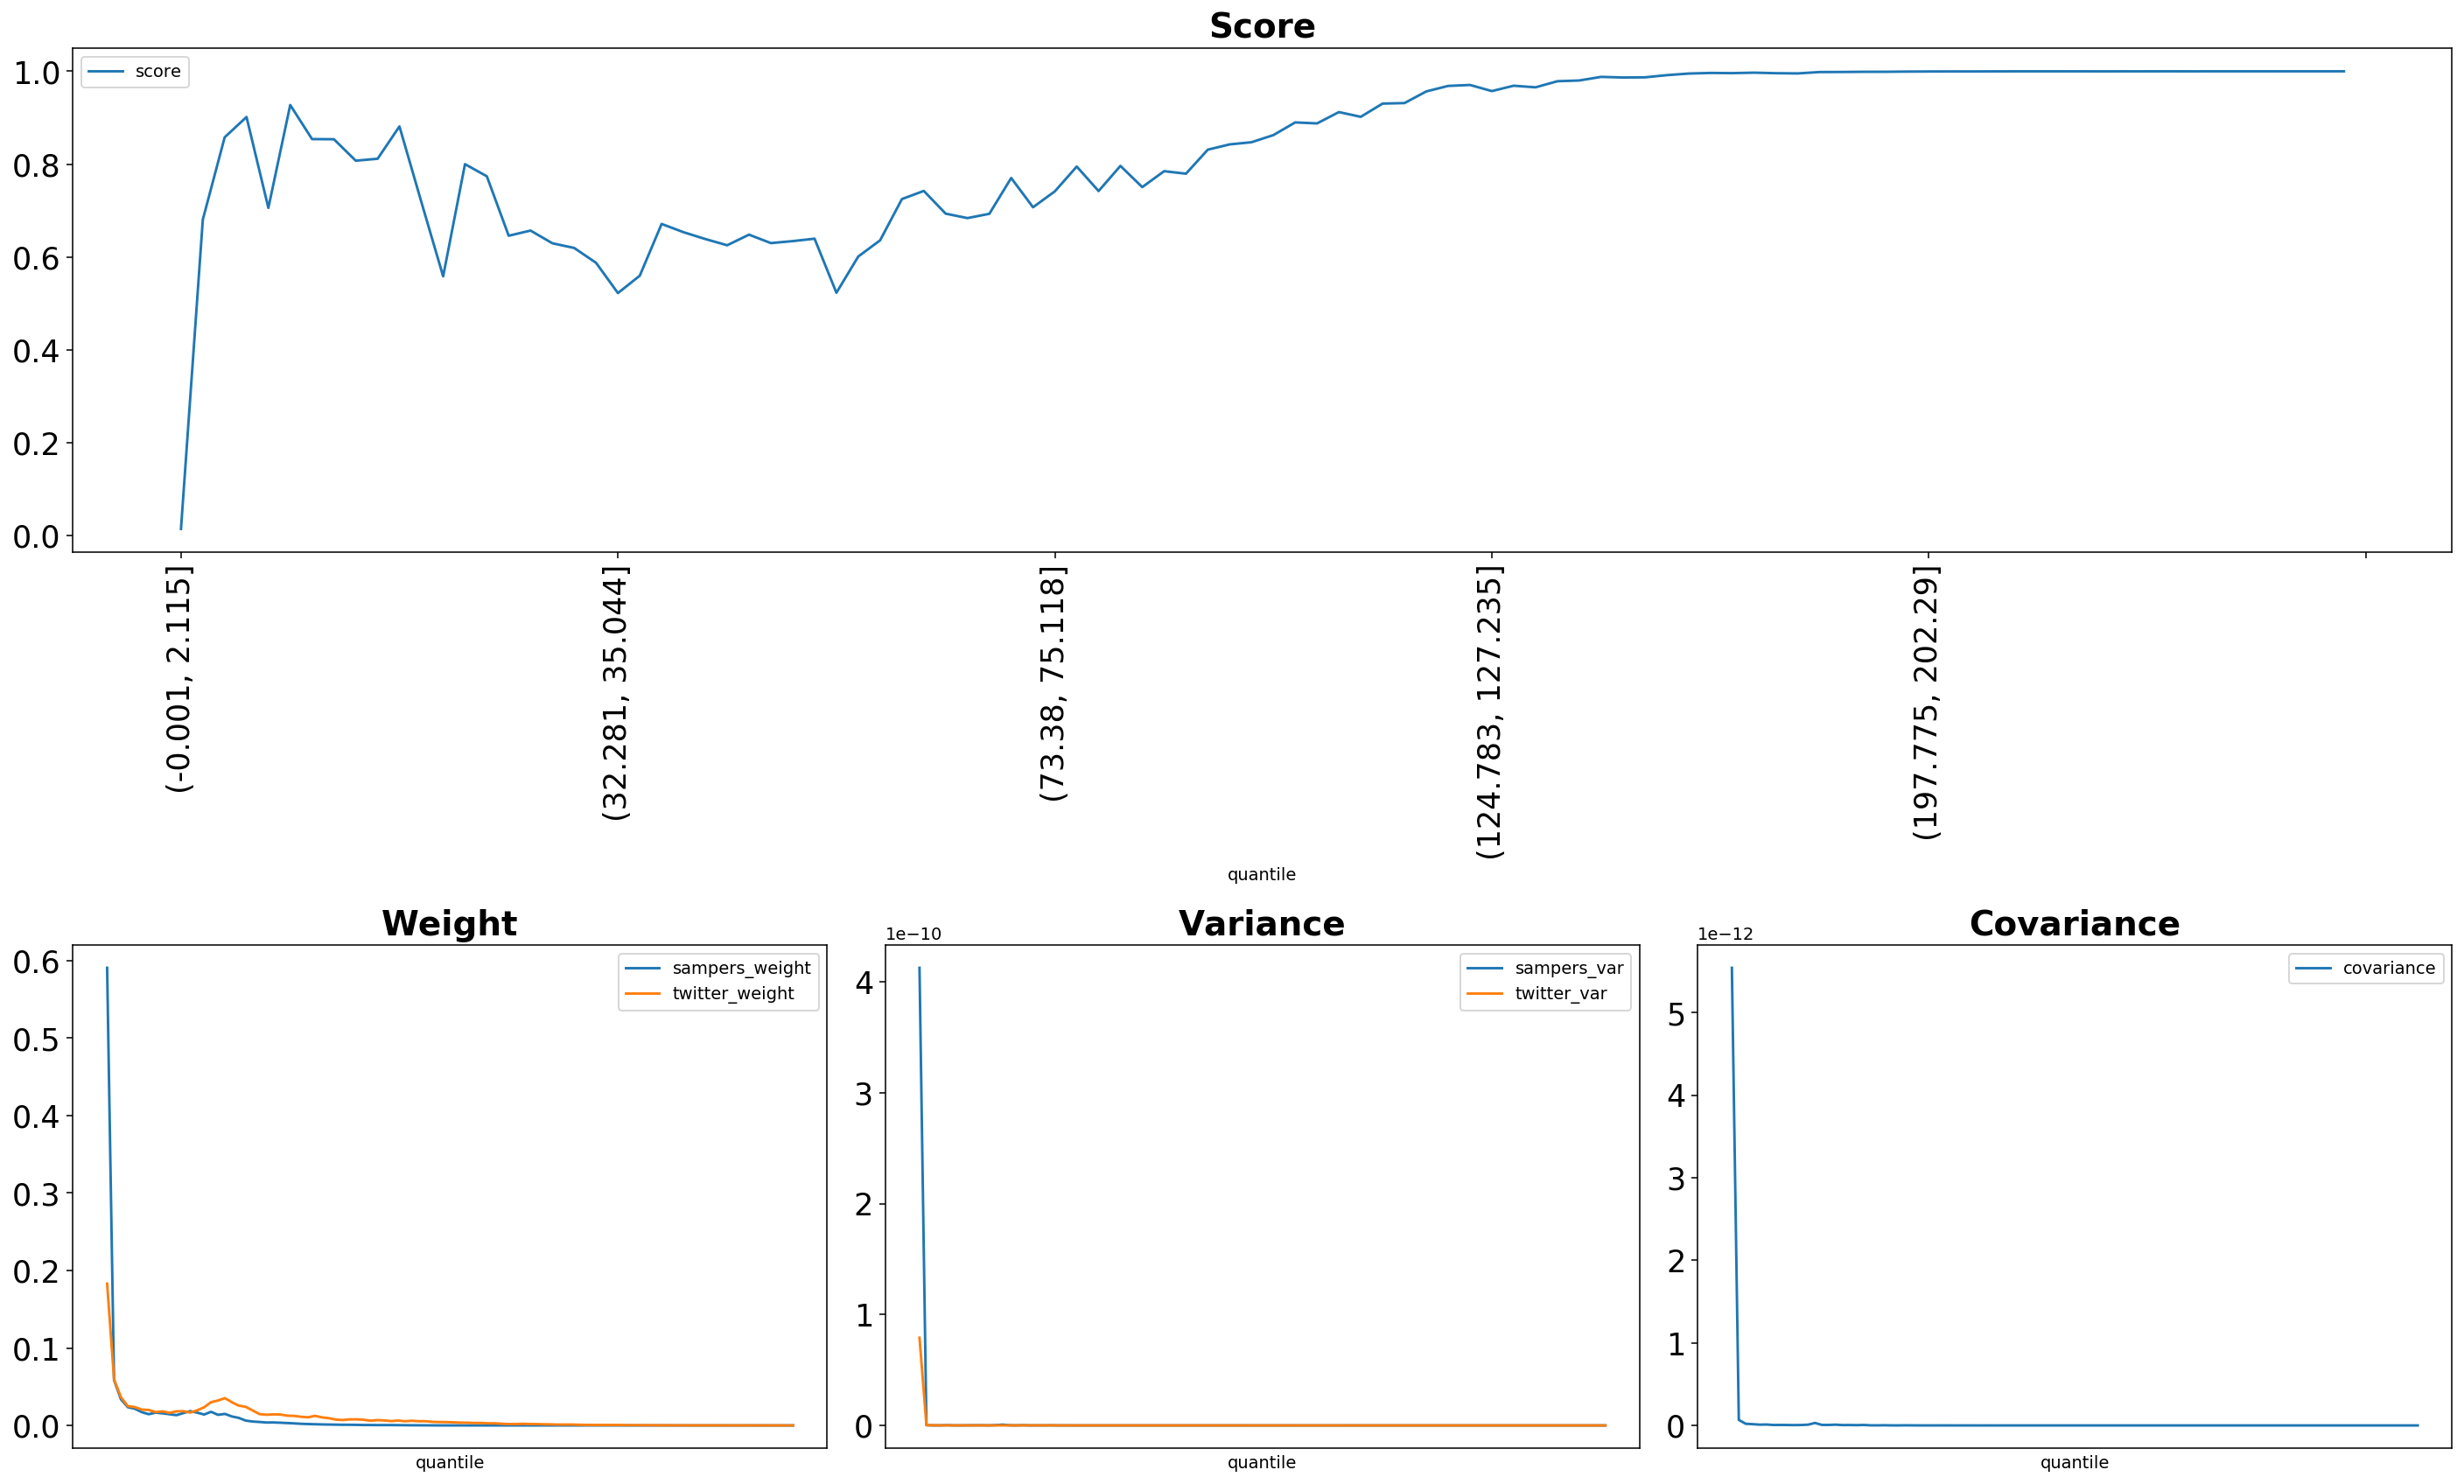 Score
score
1.0
0.8
0.6
0.4
0.2
0.0
(-0.001, 2.115]
(32.281, 35.044]
(73.38, 75.118]
(124.783, 127.235]
(197.775, 202.29]
quantile
Weight
sampers_weight
twitter_weight
0.6
0.5
0.4
0.3
0.2
0.1
0.0
quantile
Variance
1e−10
sampers_var
twitter_var
4
3
2
1
0
quantile
Covariance
1e−12
covariance
5
4
3
2
1
0
quantile